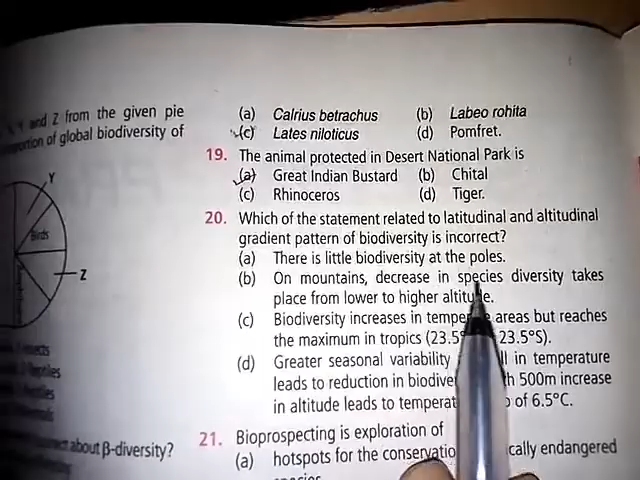 and Z from the given pie
of global biodiversity of
Y
Birds
Z
about β-diversity?
(a) Calrius betrachus (b) Labeo rohita
(c) Lates niloticus (d) Pomfret.
19. The animal protected in Desert National Park is
(a) Great Indian Bustard (b) Chital
(c) Rhinoceros (d) Tiger.
20. Which of the statement related to latitudinal and altitudinal
gradient pattern of biodiversity is incorrect?
(a) There is little biodiversity at the poles.
(b) On mountains, decrease in species diversity takes
place from lower to higher altitude.
(c) Biodiversity increases in areas but reaches
the maximum in tropics (23.5° 23.5°S).
(d) Greater seasonal variability in temperature
leads to reduction in 500m increase
in altitude leads to of 6.5°C.
21. Bioprospecting is exploration of
(a) hotspots for the endangered